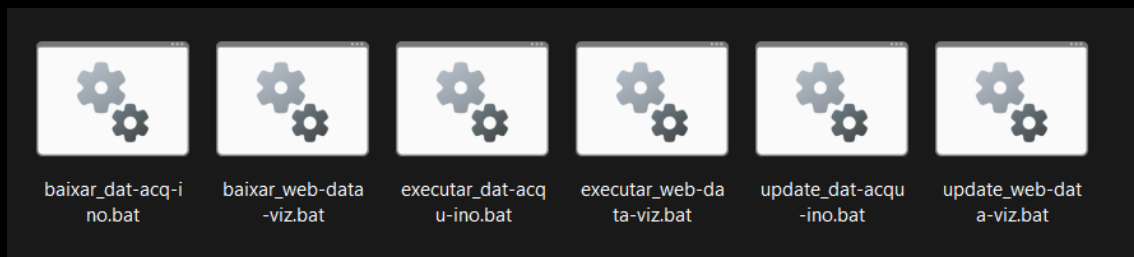 baixar_dat-acq-i
no.bat
baixar_web-data
-viz.bat
executar_dat-acq
u-ino.bat
executar_web-da
ta-viz.bat
update_dat-acqu
-ino.bat
update_web-dat
a-viz.bat